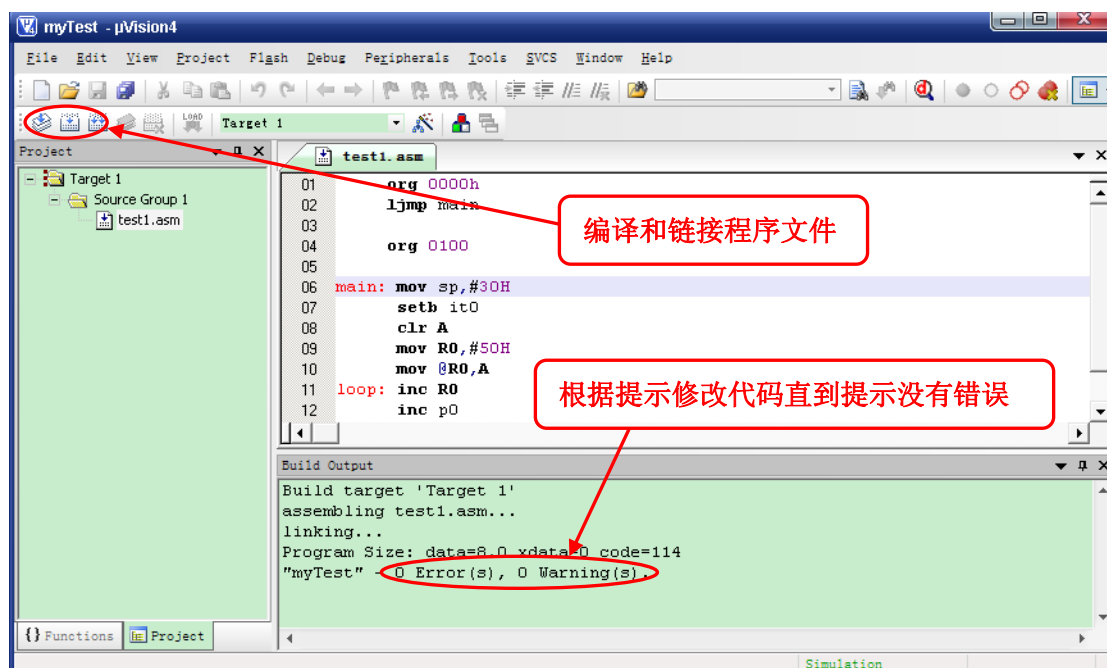 myTest - µVision4
File Edit View Project Flash Debug Peripherals Tools SVCS Window Help
LOAD Target 1
Project
Target 1
Source Group 1
test1.asm
test1.asm
01 org 0000h
02 ljmp main
03
04 org 0100
05
06 main: mov sp,#30H
07 setb it0
08 clr A
09 mov R0,#50H
10 mov @R0,A
11 loop: inc R0
12 inc p0
编译和链接程序文件
根据提示修改代码直到提示没有错误
Build Output
Build target 'Target 1'
assembling test1.asm...
linking...
Program Size: data=8.0 xdata=0 code=114
"myTest" - 0 Error(s), 0 Warning(s).
{} Functions Project
Simulation